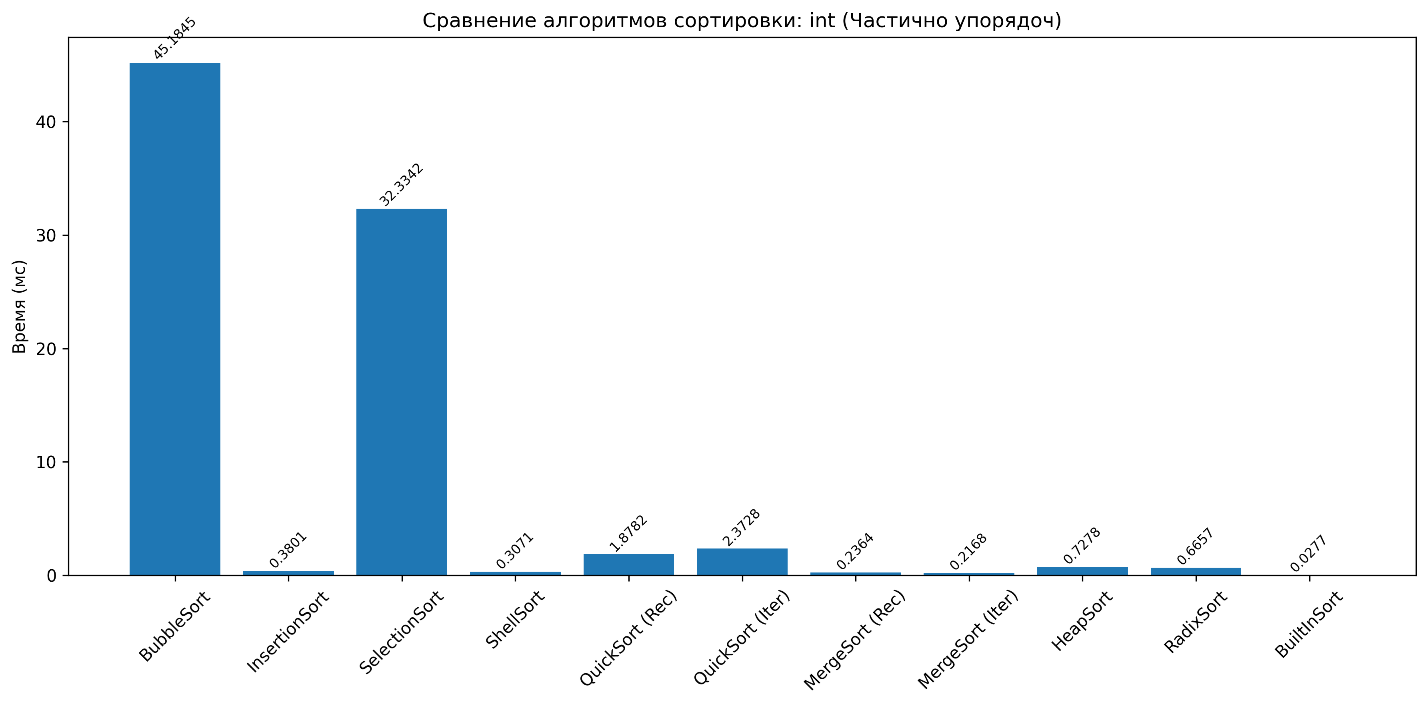 Сравнение алгоритмов сортировки: int (Частично упорядоч)
Время (мс)
40
30
20
10
0
45.1845
0.3801
32.3342
0.3071
1.8782
2.3728
0.2364
0.2168
0.7278
0.6657
0.0277
BubbleSort
InsertionSort
SelectionSort
ShellSort
QuickSort (Rec)
QuickSort (Iter)
MergeSort (Rec)
MergeSort (Iter)
HeapSort
RadixSort
BuiltInSort